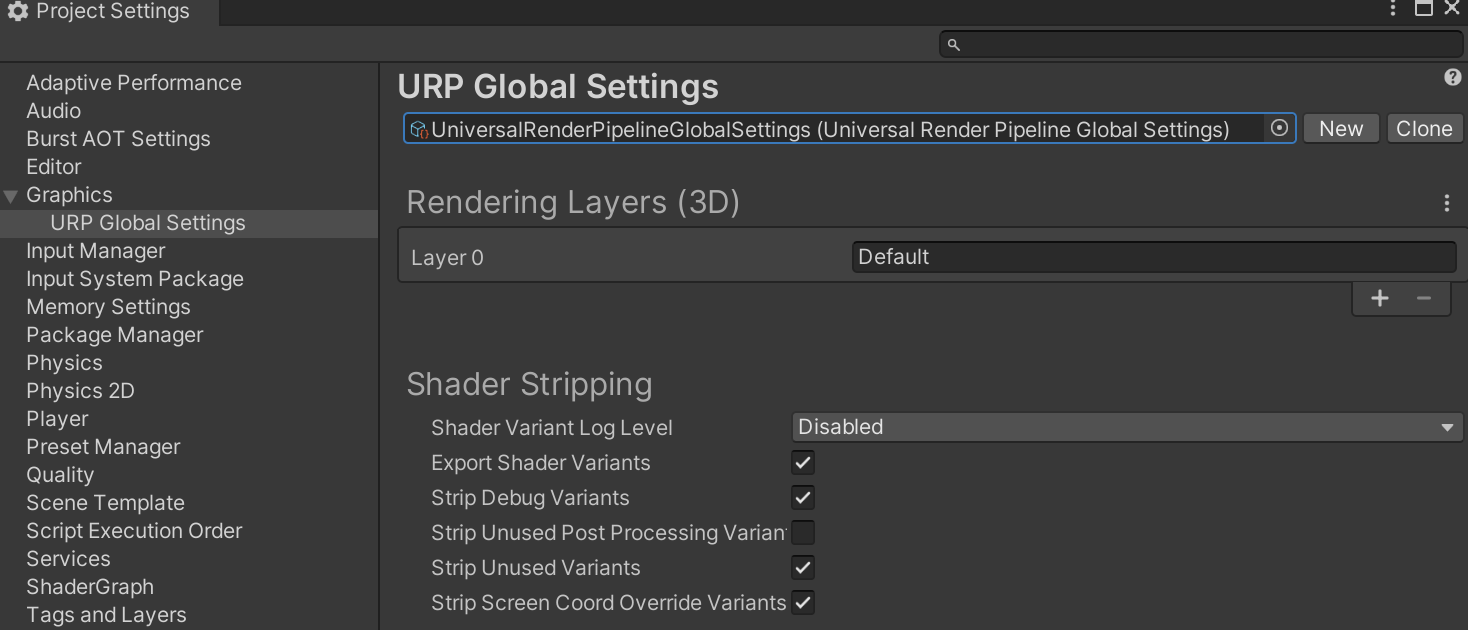 Project Settings
Adaptive Performance
Audio
Burst AOT Settings
Editor
Graphics
URP Global Settings
Input Manager
Input System Package
Memory Settings
Package Manager
Physics
Physics 2D
Player
Preset Manager
Quality
Scene Template
Script Execution Order
Services
ShaderGraph
Tags and Layers
URP Global Settings
UniversalRenderPipelineGlobalSettings (Universal Render Pipeline Global Settings)
New
Clone
Rendering Layers (3D)
Layer 0
Default
Shader Stripping
Shader Variant Log Level
Disabled
Export Shader Variants
Strip Debug Variants
Strip Unused Post Processing Varian
Strip Unused Variants
Strip Screen Coord Override Variants